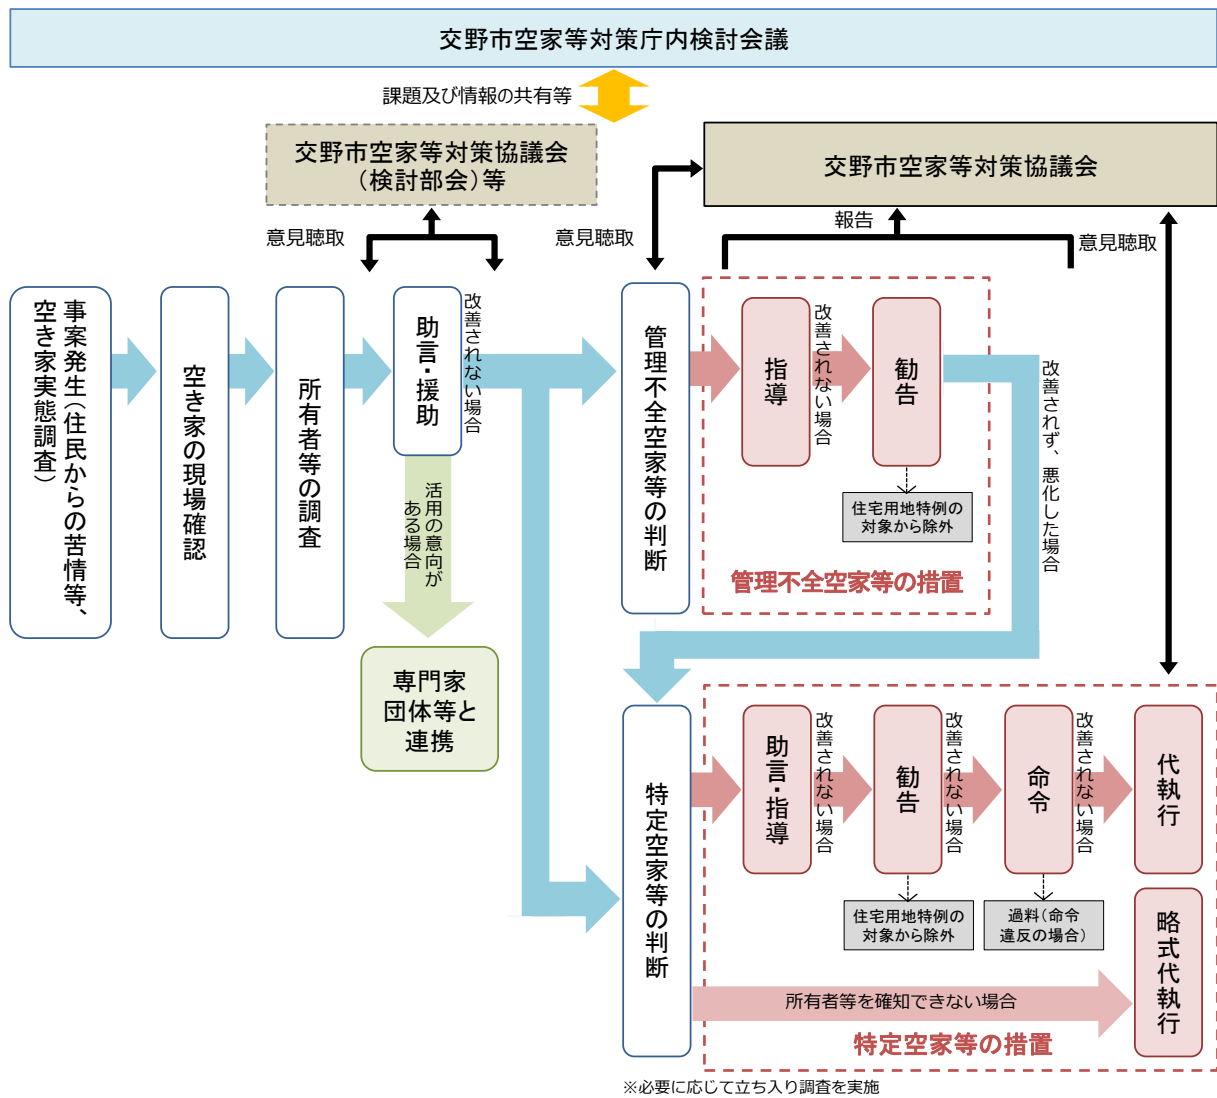 交野市空家等対策庁内検討会議
課題及び情報の共有等
交野市空家等対策協議会
（検討部会）等
交野市空家等対策協議会
意見聴取
意見聴取
報告
意見聴取
事案発生（住民からの苦情等、
空き家実態調査）
空き家の現場確認
所有者等の調査
助言・援助
改善されない場合
管理不全空家等の判断
指導
改善されない場合
勧告
改善されず、悪化した場合
住宅用地特例の
対象から除外
管理不全空家等の措置
活用の意向が
ある場合
専門家
団体等と
連携
特定空家等の判断
助言・指導
改善されない場合
勧告
改善されない場合
命令
改善されない場合
代執行
住宅用地特例の
対象から除外
過料（命令
違反の場合）
略式代執行
所有者等を確知できない場合
特定空家等の措置
※必要に応じて立ち入り調査を実施